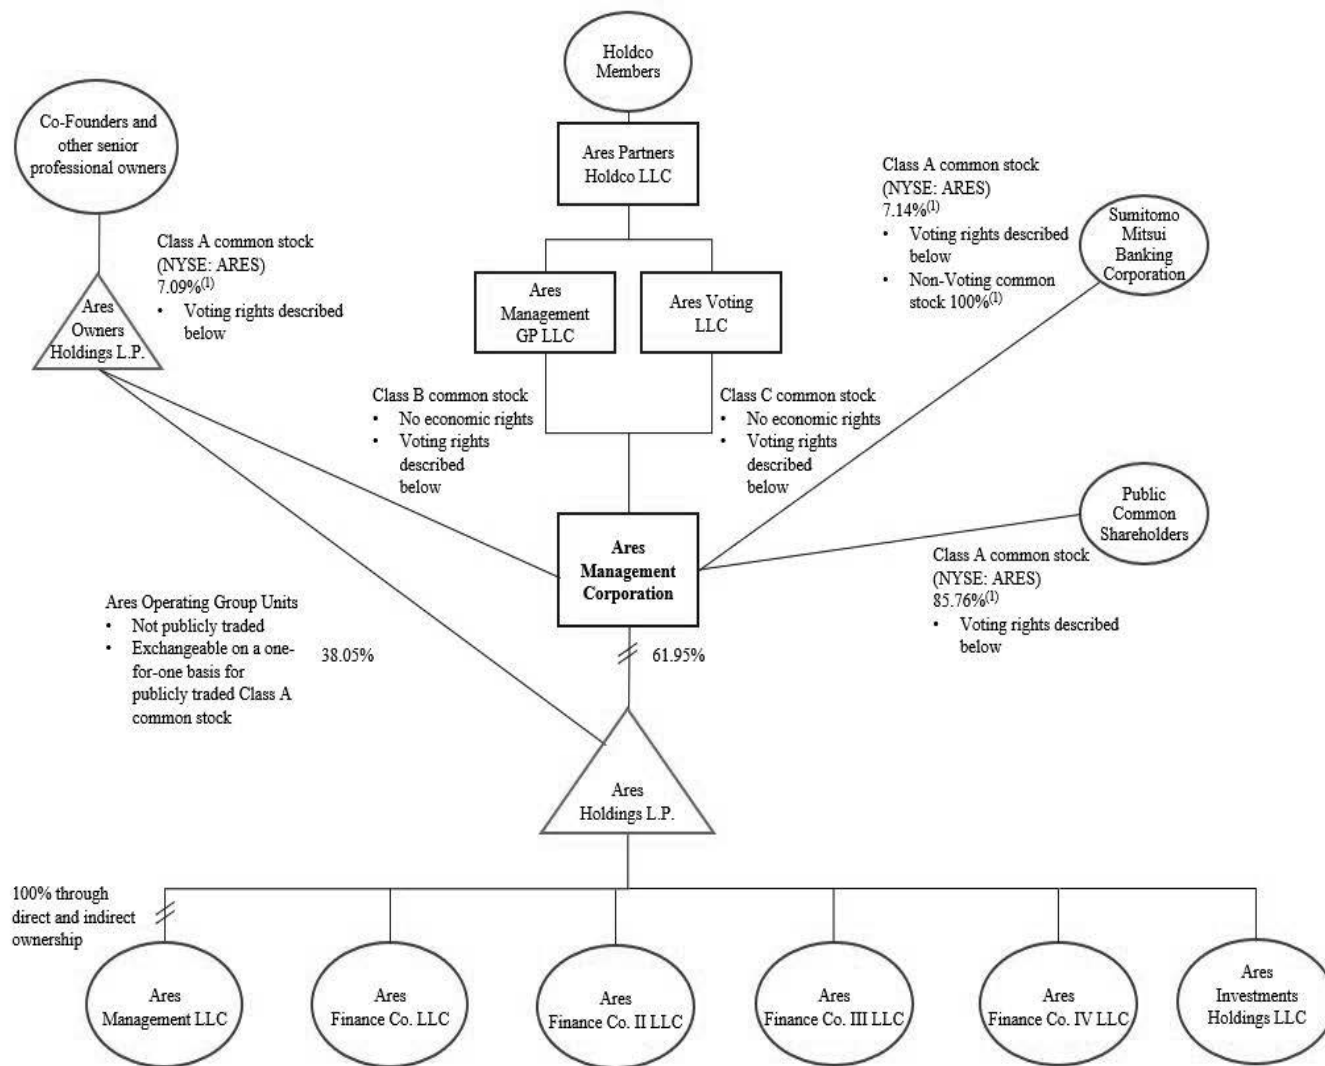 Holdco
Members
Co-Founders and
other senior
professional owners
Ares Partners
Holdco LLC
Class A common stock
(NYSE: ARES)
7.14%(1)
• Voting rights described
below
• Non-Voting common
stock 100%(1)
Sumitomo
Mitsui
Banking
Corporation
Class A common stock
(NYSE: ARES)
7.09%(1)
• Voting rights described
below
Ares
Owners
Holdings L.P.
Ares
Management
GP LLC
Ares Voting
LLC
Class B common stock
• No economic rights
• Voting rights
described
below
Class C common stock
• No economic rights
• Voting rights
described
below
Public
Common
Shareholders
Ares
Management
Corporation
Class A common stock
(NYSE: ARES)
85.76%(1)
• Voting rights described
below
Ares Operating Group Units
• Not publicly traded
• Exchangeable on a one-
for-one basis for
publicly traded Class A
common stock
38.05%
61.95%
Ares
Holdings L.P.
100% through
direct and indirect
ownership
Ares
Management LLC
Ares
Finance Co. LLC
Ares
Finance Co. II LLC
Ares
Finance Co. III LLC
Ares
Finance Co. IV LLC
Ares
Investments
Holdings LLC